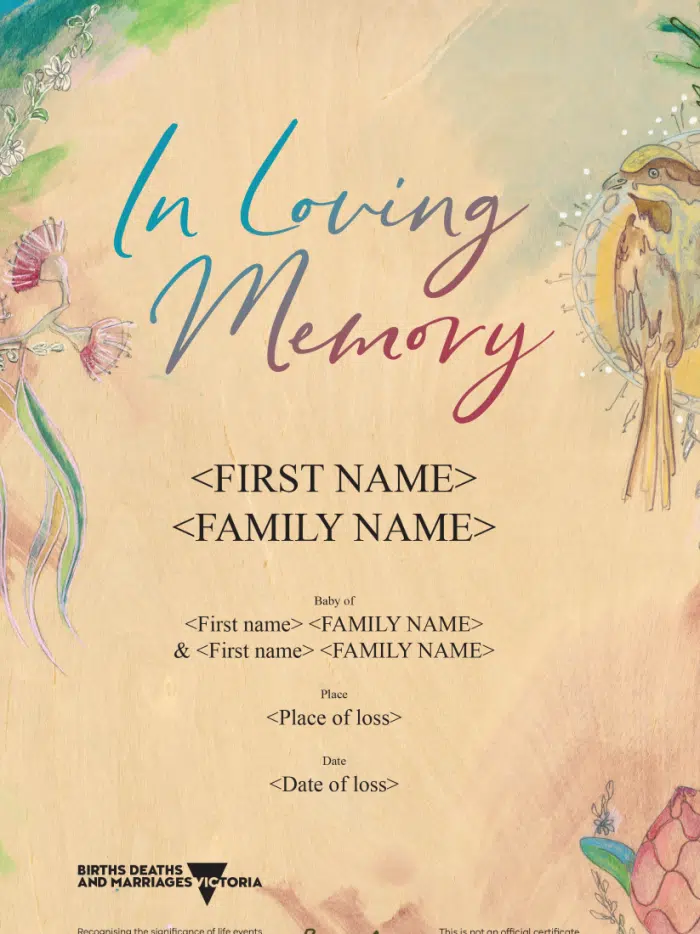 In Loving
Memory
<FIRST NAME>
<FAMILY NAME>
Baby of
<First name> <FAMILY NAME>
& <First name> <FAMILY NAME>
Place
<Place of loss>
Date
<Date of loss>
BIRTHS DEATHS
AND MARRIAGES VICTORIA
Recognising the significance of life events
This is not an official certificate